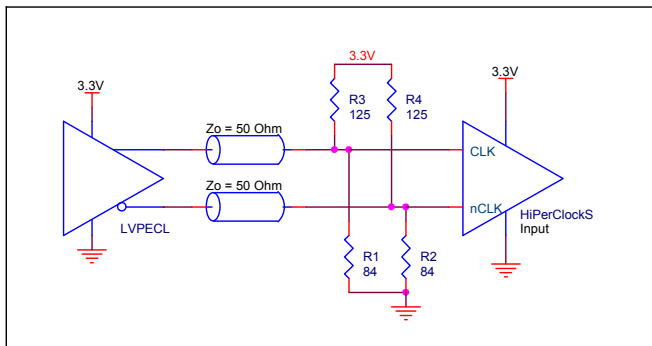 3.3V
3.3V
3.3V
R3
125
R4
125
Zo = 50 Ohm
CLK
Zo = 50 Ohm
nCLK
HiPerClockS
Input
LVPECL
R1
84
R2
84